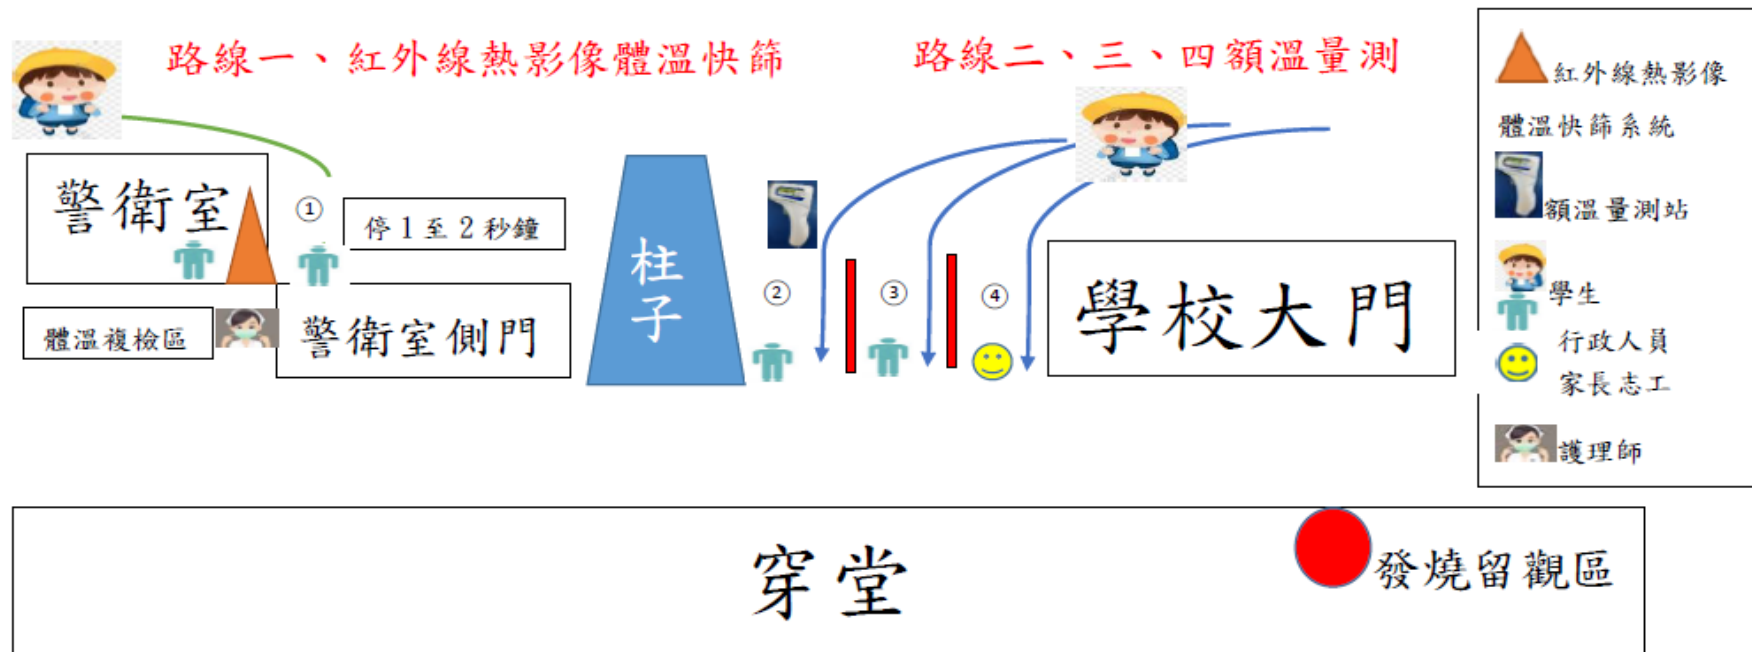 路線一、紅外線熱影像體溫快篩
路線二、三、四額溫量測
警衛室
①
停1至2秒鐘
體溫複檢區
警衛室側門
柱子
②
③
④
學校大門
紅外線熱影像
體溫快篩系統
額溫量測站
學生
行政人員
家長志工
護理師
穿堂
發燒留觀區